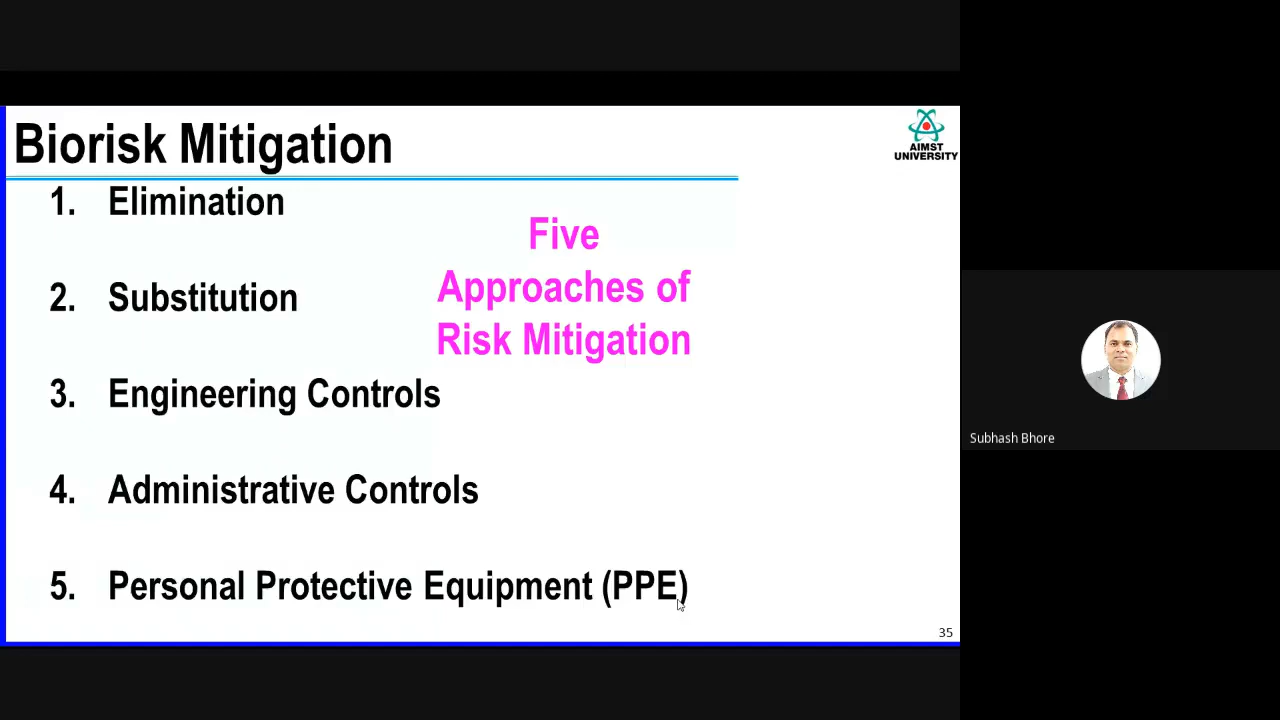 Biorisk Mitigation
AIMST
UNIVERSITY
1. Elimination
Five
Approaches of
Risk Mitigation
2. Substitution
3. Engineering Controls
4. Administrative Controls
5. Personal Protective Equipment (PPE)
35
Subhash Bhore